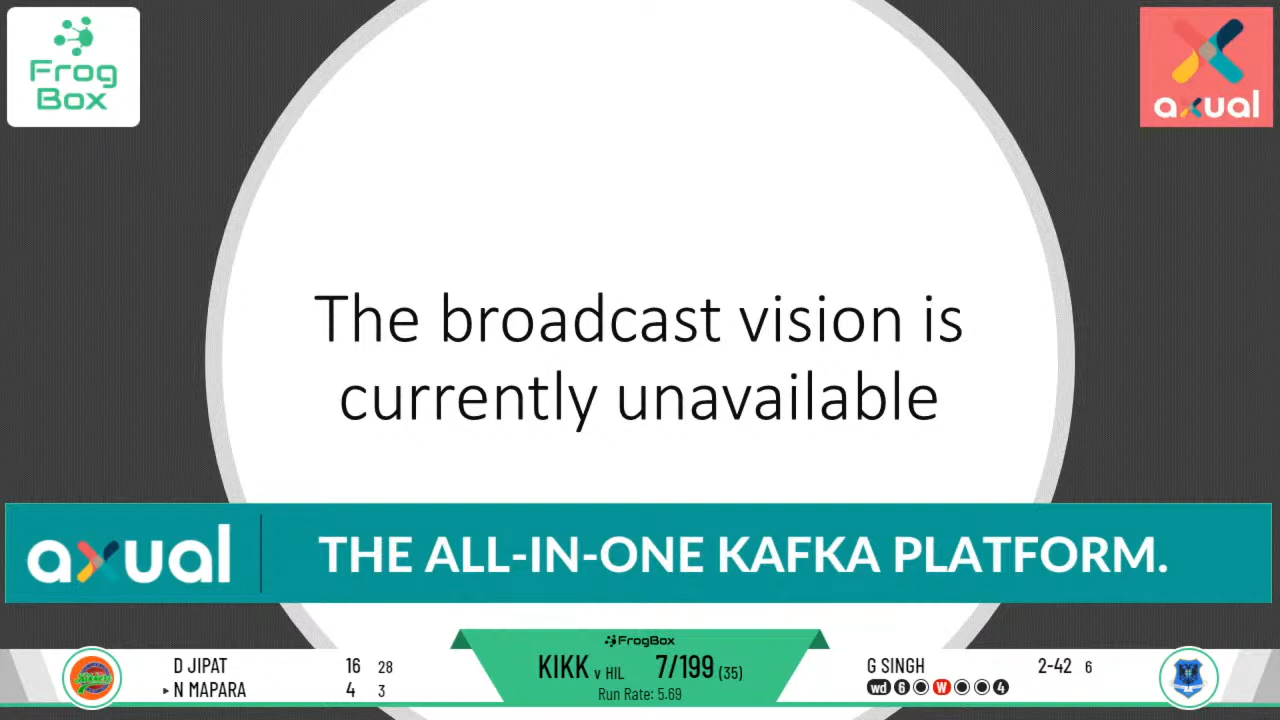 Frog
Box
axual
The broadcast vision is
currently unavailable
axual
THE ALL-IN-ONE KAFKA PLATFORM.
FrogBox
D JIPAT 16 28
▸ N MAPARA 4 3
KIKK v HIL 7/199 (35)
Run Rate: 5.69
G SINGH 2-42 6
wd 6 W 4